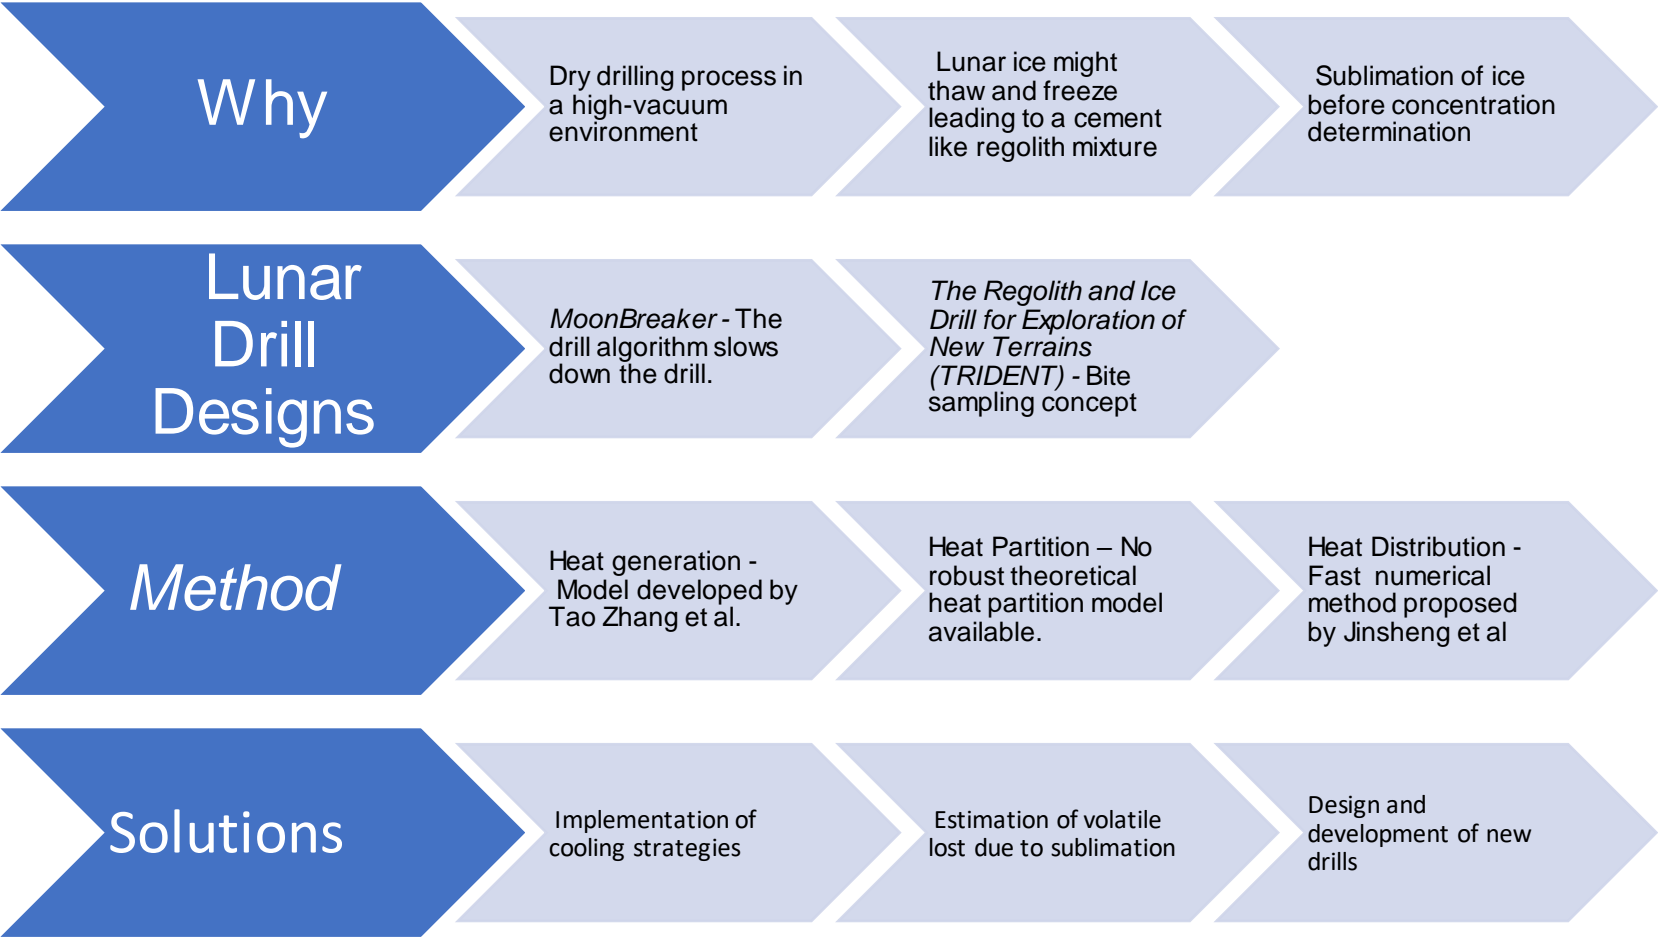 Why
Dry drilling process in
a high-vacuum
environment
Lunar ice might
thaw and freeze
leading to a cement
like regolith mixture
Sublimation of ice
before concentration
determination
Lunar
Drill
Designs
MoonBreaker - The
drill algorithm slows
down the drill.
The Regolith and Ice
Drill for Exploration of
New Terrains
(TRIDENT) - Bite
sampling concept
Method
Heat generation -
Model developed by
Tao Zhang et al.
Heat Partition – No
robust theoretical
heat partition model
available.
Heat Distribution -
Fast numerical
method proposed
by Jinsheng et al
Solutions
Implementation of
cooling strategies
Estimation of volatile
lost due to sublimation
Design and
development of new
drills